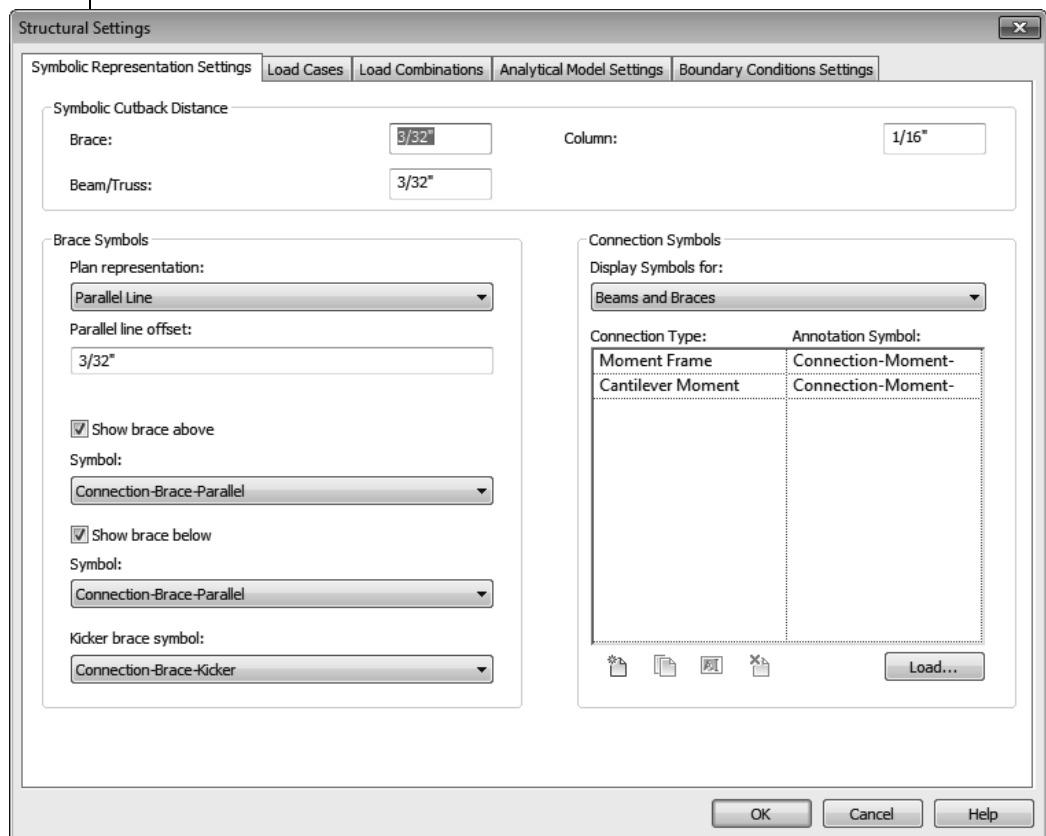 Structural Settings
Symbolic Representation Settings
Load Cases
Load Combinations
Analytical Model Settings
Boundary Conditions Settings
Symbolic Cutback Distance
Brace:
3/32"
Column:
1/16"
Beam/Truss:
3/32"
Brace Symbols
Plan representation:
Parallel Line
Parallel line offset:
3/32"
Show brace above
Symbol:
Connection-Brace-Parallel
Show brace below
Symbol:
Connection-Brace-Parallel
Kicker brace symbol:
Connection-Brace-Kicker
Connection Symbols
Display Symbols for:
Beams and Braces
Connection Type:
Annotation Symbol:
Moment Frame
Connection-Moment-
Cantilever Moment
Connection-Moment-
Load...
OK
Cancel
Help